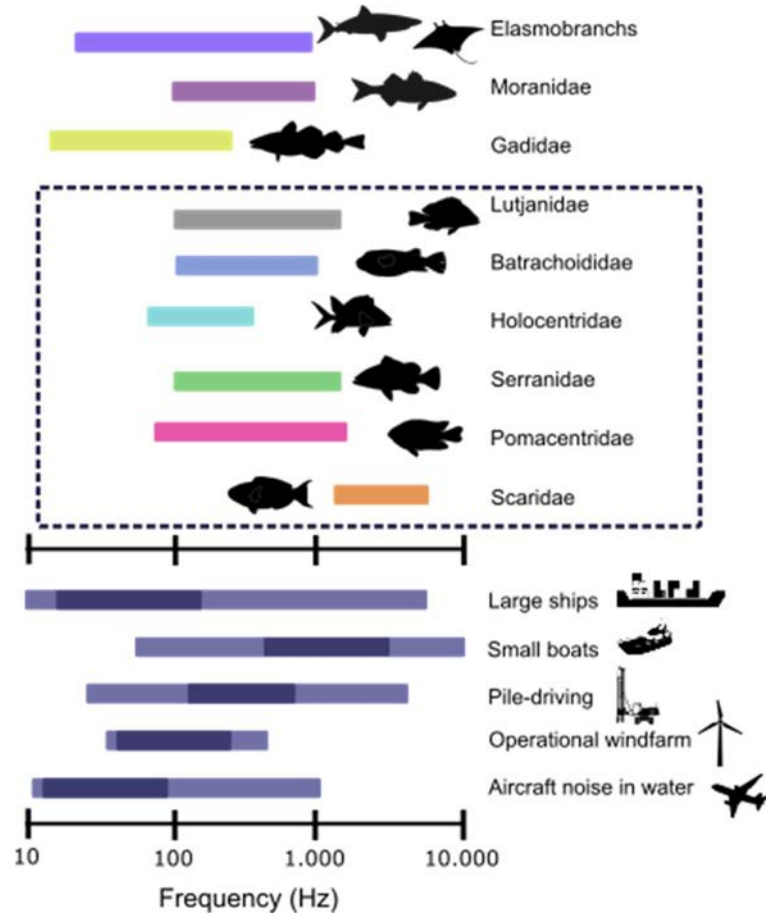 Elasmobranchs
Moranidae
Gadidae
Lutjanidae
Batrachoididae
Holocentridae
Serranidae
Pomacentridae
Scaridae
Large ships
Small boats
Pile-driving
Operational windfarm
Aircraft noise in water
10 100 1.000 10.000
Frequency (Hz)